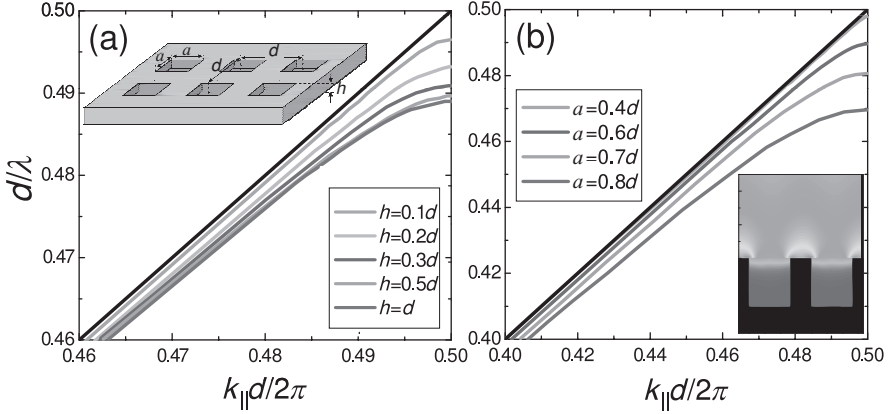 (a)
a
a
d
d
h
0.50
0.49
0.48
0.47
0.46
d/λ
h=0.1d
h=0.2d
h=0.3d
h=0.5d
h=d
0.46 0.47 0.48 0.49 0.50
k||d/2π
(b)
0.50
0.48
0.46
0.44
0.42
0.40
a=0.4d
a=0.6d
a=0.7d
a=0.8d
0.40 0.42 0.44 0.46 0.48 0.50
k||d/2π